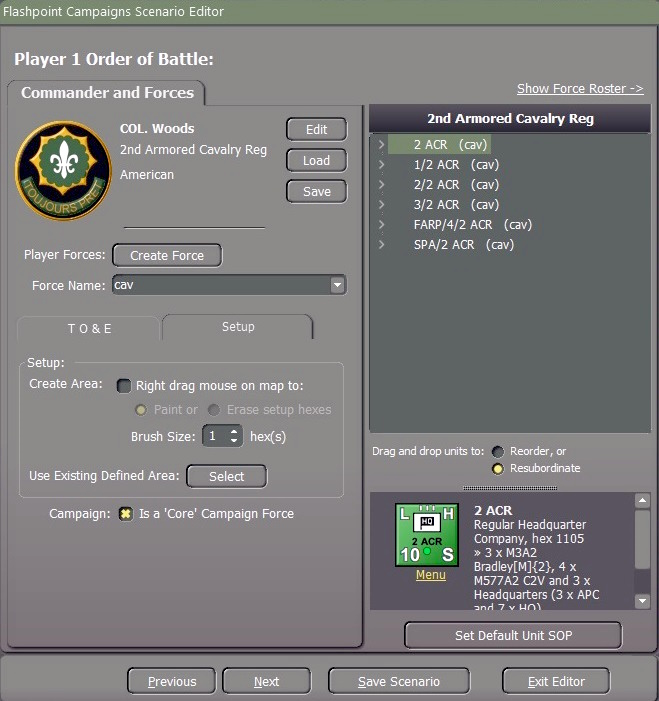 Flashpoint Campaigns Scenario Editor
Player 1 Order of Battle:
Commander and Forces
Show Force Roster ->
COL. Woods
2nd Armored Cavalry Reg
American
TOUJOURS PRET
Edit
Load
Save
Player Forces:
Create Force
Force Name:
cav
T O & E
Setup
Setup:
Create Area:
Right drag mouse on map to:
Paint or
Erase setup hexes
Brush Size:
1
hex(s)
Use Existing Defined Area:
Select
Campaign:
Is a 'Core' Campaign Force
2nd Armored Cavalry Reg
2 ACR (cav)
1/2 ACR (cav)
2/2 ACR (cav)
3/2 ACR (cav)
FARP/4/2 ACR (cav)
SPA/2 ACR (cav)
Drag and drop units to:
Reorder, or
Resubordinate
L H
HQ
2 ACR
10 S
Menu
2 ACR
Regular Headquarter
Company, hex 1105
» 3 x M3A2
Bradley[M]{2}, 4 x
M577A2 C2V and 3 x
Headquarters (3 x APC
and 7 x HQ)
Set Default Unit SOP
Previous
Next
Save Scenario
Exit Editor